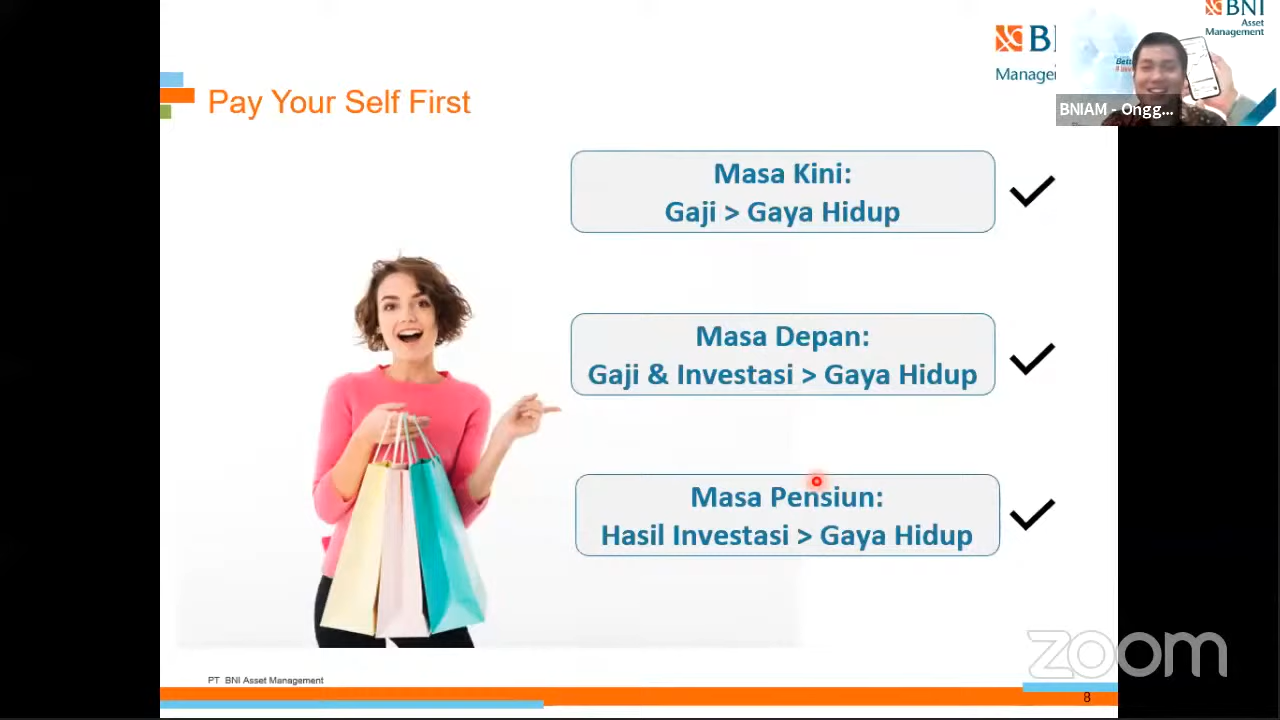 BNI
Asset
Management
Pay Your Self First
BNIAM - Ongg...
Masa Kini:
Gaji > Gaya Hidup
Masa Depan:
Gaji & Investasi > Gaya Hidup
Masa Pensiun:
Hasil Investasi > Gaya Hidup
zoom
PT BNI Asset Management
8